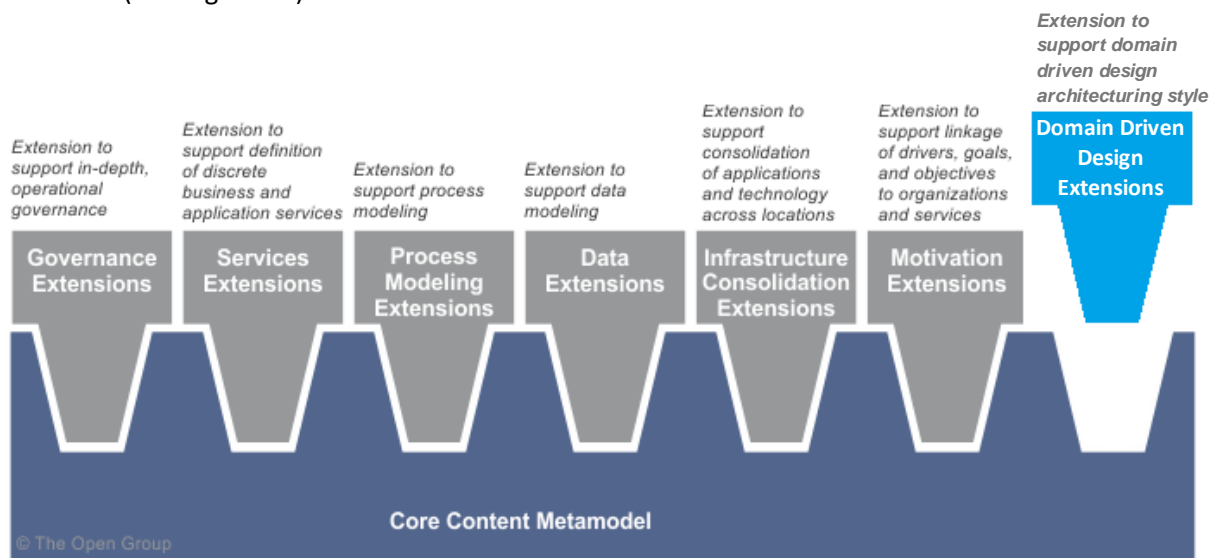 Extension to
support domain
driven design
architecturing style
Extension to
support in-depth,
operational
governance
Extension to
support definition
of discrete
business and
application services
Extension to
support process
modeling
Extension to
support data
modeling
Extension to
support
consolidation
of applications
and technology
across locations
Extension to
support linkage
of drivers, goals,
and objectives
to organizations
and services
Domain Driven
Design
Extensions
Governance
Extensions
Services
Extensions
Process
Modeling
Extensions
Data
Extensions
Infrastructure
Consolidation
Extensions
Motivation
Extensions
Core Content Metamodel
© The Open Group